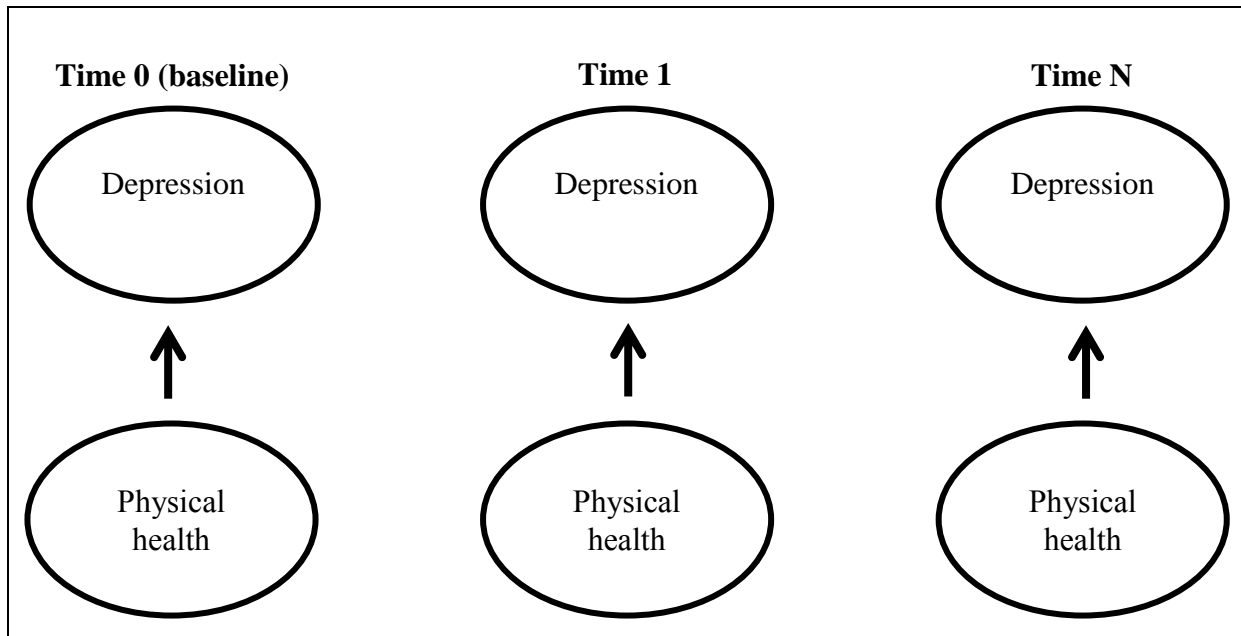 Time 0 (baseline)
Time 1
Time N
Depression
Depression
Depression
Physical
health
Physical
health
Physical
health